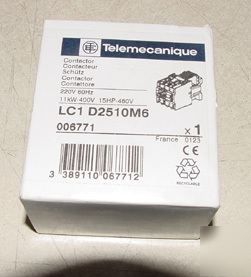 Telemecanique
Contactor
Contacteur
Schütz
Contactor
Contattore
220V 60Hz
11kW-400V 15HP-460V
LC1 D2510M6
006771
x 1
France 0123
CE
3 389110 067712
RECYCLABLE